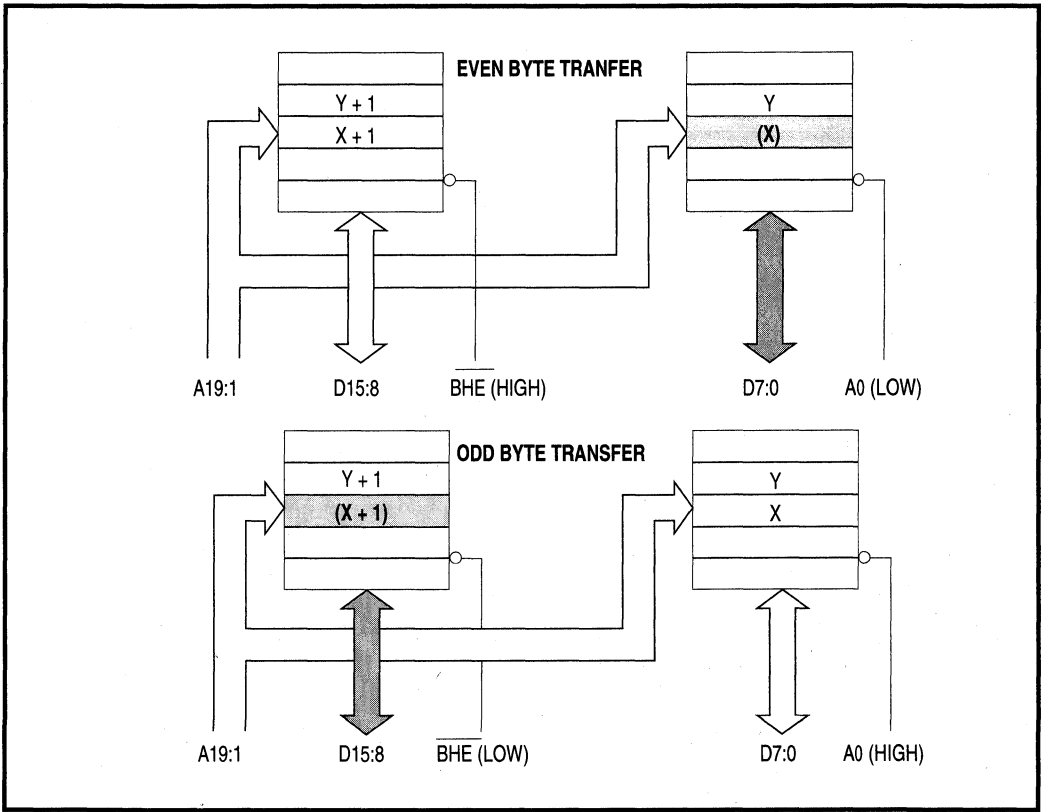 EVEN BYTE TRANFER
Y + 1
X + 1
Y
(X)
A19:1
D15:8
BHE (HIGH)
D7:0
A0 (LOW)
ODD BYTE TRANSFER
Y + 1
(X + 1)
Y
X
A19:1
D15:8
BHE (LOW)
D7:0
A0 (HIGH)